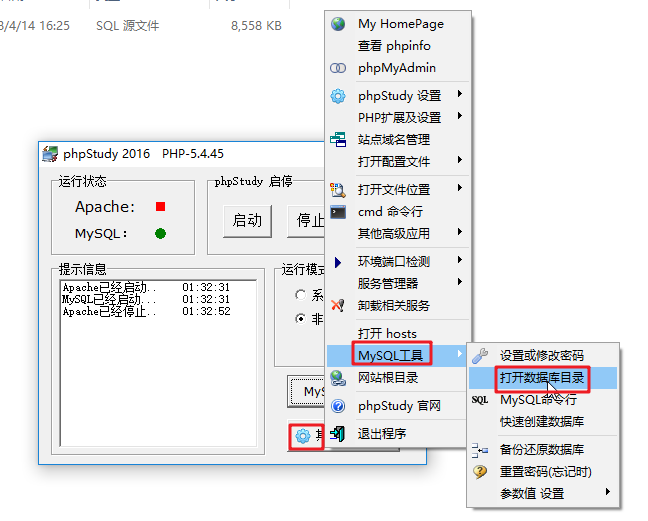 3/4/14 16:25 SQL 源文件 8,558 KB
phpStudy 2016 PHP-5.4.45
运行状态
Apache:
MySQL:
phpStudy 启停
启动 停止
提示信息
Apache已经启动.. 01:32:31
MySQL已经启动... 01:32:31
Apache已经停止.. 01:32:52
运行模
系
非
MyS
My HomePage
查看 phpinfo
phpMyAdmin
phpStudy 设置
PHP扩展及设置
站点域名管理
打开配置文件
打开文件位置
cmd 命令行
其他高级应用
环境端口检测
服务管理器
卸载相关服务
打开 hosts
MySQL工具
网站根目录
phpStudy 官网
退出程序
设置或修改密码
打开数据库目录
SQL MySQL命令行
快速创建数据库
备份还原数据库
重置密码(忘记时)
参数值 设置